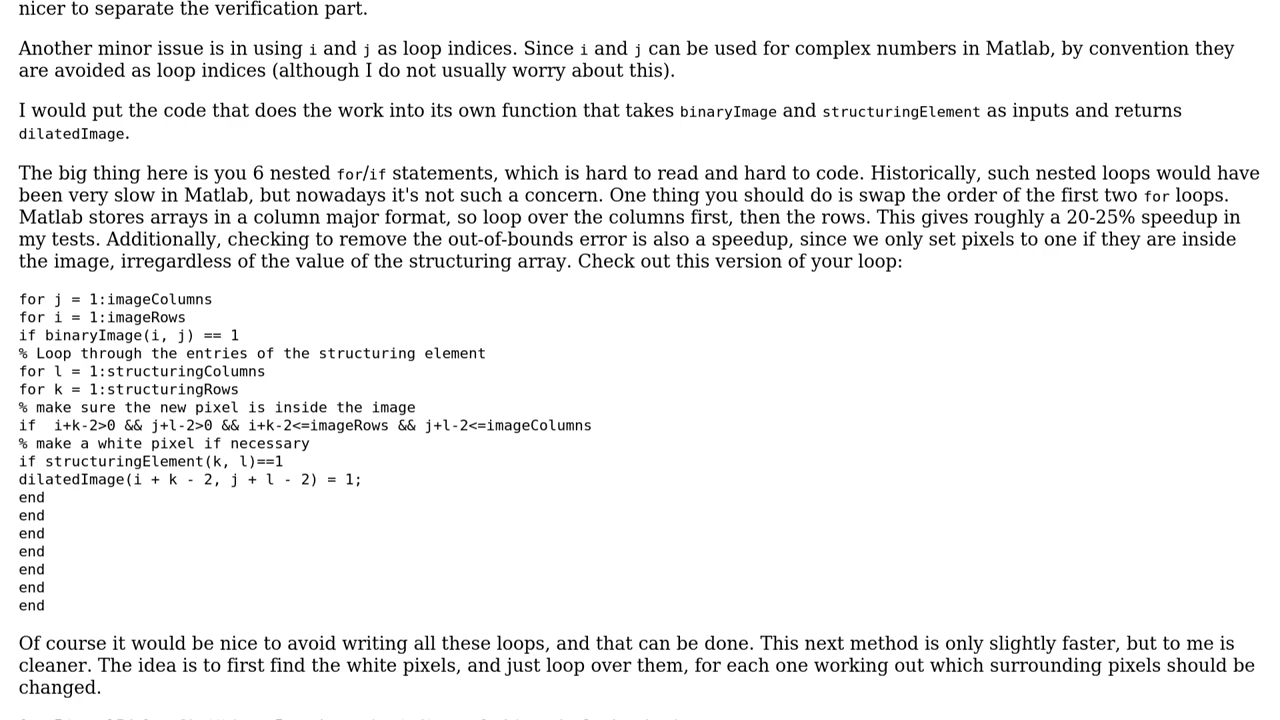 nicer to separate the verification part.
Another minor issue is in using i and j as loop indices. Since i and j can be used for complex numbers in Matlab, by convention they
are avoided as loop indices (although I do not usually worry about this).
I would put the code that does the work into its own function that takes binaryImage and structuringElement as inputs and returns
dilatedImage.
The big thing here is you 6 nested for/if statements, which is hard to read and hard to code. Historically, such nested loops would have
been very slow in Matlab, but nowadays it's not such a concern. One thing you should do is swap the order of the first two for loops.
Matlab stores arrays in a column major format, so loop over the columns first, then the rows. This gives roughly a 20-25% speedup in
my tests. Additionally, checking to remove the out-of-bounds error is also a speedup, since we only set pixels to one if they are inside
the image, irregardless of the value of the structuring array. Check out this version of your loop:
for j = 1:imageColumns
for i = 1:imageRows
if binaryImage(i, j) == 1
% Loop through the entries of the structuring element
for l = 1:structuringColumns
for k = 1:structuringRows
% make sure the new pixel is inside the image
if  i+k-2>0 && j+l-2>0 && i+k-2<=imageRows && j+l-2<=imageColumns
% make a white pixel if necessary
if structuringElement(k, l)==1
dilatedImage(i + k - 2, j + l - 2) = 1;
end
end
end
end
end
end
end
Of course it would be nice to avoid writing all these loops, and that can be done. This next method is only slightly faster, but to me is
cleaner. The idea is to first find the white pixels, and just loop over them, for each one working out which surrounding pixels should be
changed.